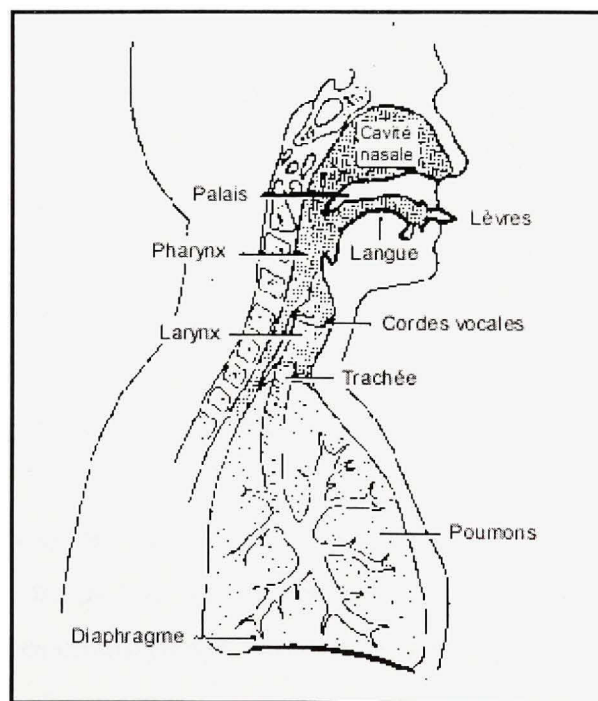 Cavité
nasale
Palais
Lèvres
Pharynx
Langue
Larynx
Cordes vocales
Trachée
Poumons
Diaphragme